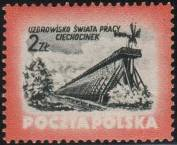 UZDROWISKO ŚWIATA PRACY
CIECHOCINEK
2 ZŁ
POCZTA POLSKA